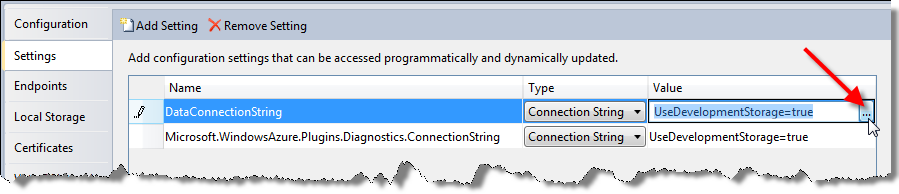 Configuration
Add Setting Remove Setting
Settings
Add configuration settings that can be accessed programmatically and dynamically updated.
Endpoints
Name Type Value
Local Storage
DataConnectionString Connection String UseDevelopmentStorage=true ...
Certificates
Microsoft.WindowsAzure.Plugins.Diagnostics.ConnectionString Connection String UseDevelopmentStorage=true